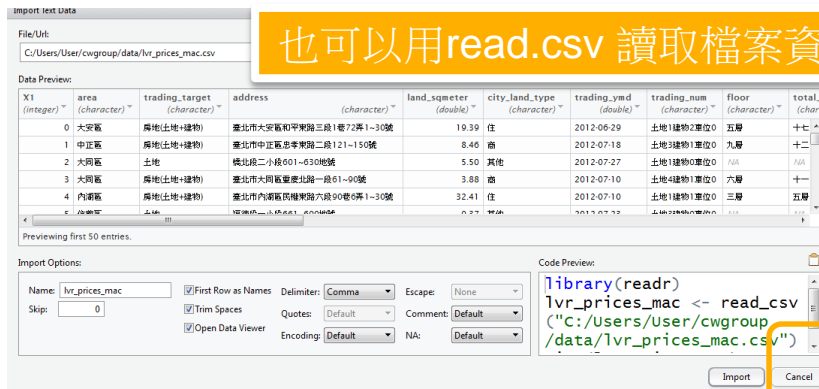 Import Text Data
也可以用read.csv 讀取檔案資
File/Url:
C:/Users/User/cwgroup/data/lvr_prices_mac.csv
Data Preview:
X1 area trading_target address land_sqmeter city_land_type trading_ymd trading_num floor total_
(integer) (character) (character) (character) (double) (character) (double) (character) (character) (char
0 大安區 房地(土地+建物) 臺北市大安區和平東路三段1巷72弄1~30號 19.39 住 2012-06-29 土地1建物2車位0 五層 十七
1 中正區 房地(土地+建物) 臺北市中正區忠孝東路二段121~150號 8.46 商 2012-07-18 土地3建物1車位0 九層 十二
2 大同區 土地 橋北段二小段601~630地號 5.50 其他 2012-07-27 土地1建物0車位0 NA NA
3 大同區 房地(土地+建物) 臺北市大同區重慶北路一段61~90號 3.88 商 2012-07-10 土地4建物1車位0 六層 十一
4 內湖區 房地(土地+建物) 臺北市內湖區民權東路六段90巷6弄1~30號 32.41 住 2012-07-10 土地1建物1車位0 三層 五層
Previewing first 50 entries.
Import Options:
Code Preview:
Name: lvr_prices_mac First Row as Names Delimiter: Comma Escape: None
Skip: 0 Trim Spaces Quotes: Default Comment: Default
Open Data Viewer Encoding: Default NA: Default
library(readr)
lvr_prices_mac <- read_csv
("C:/Users/User/cwgroup
/data/lvr_prices_mac.csv")
Import Cancel